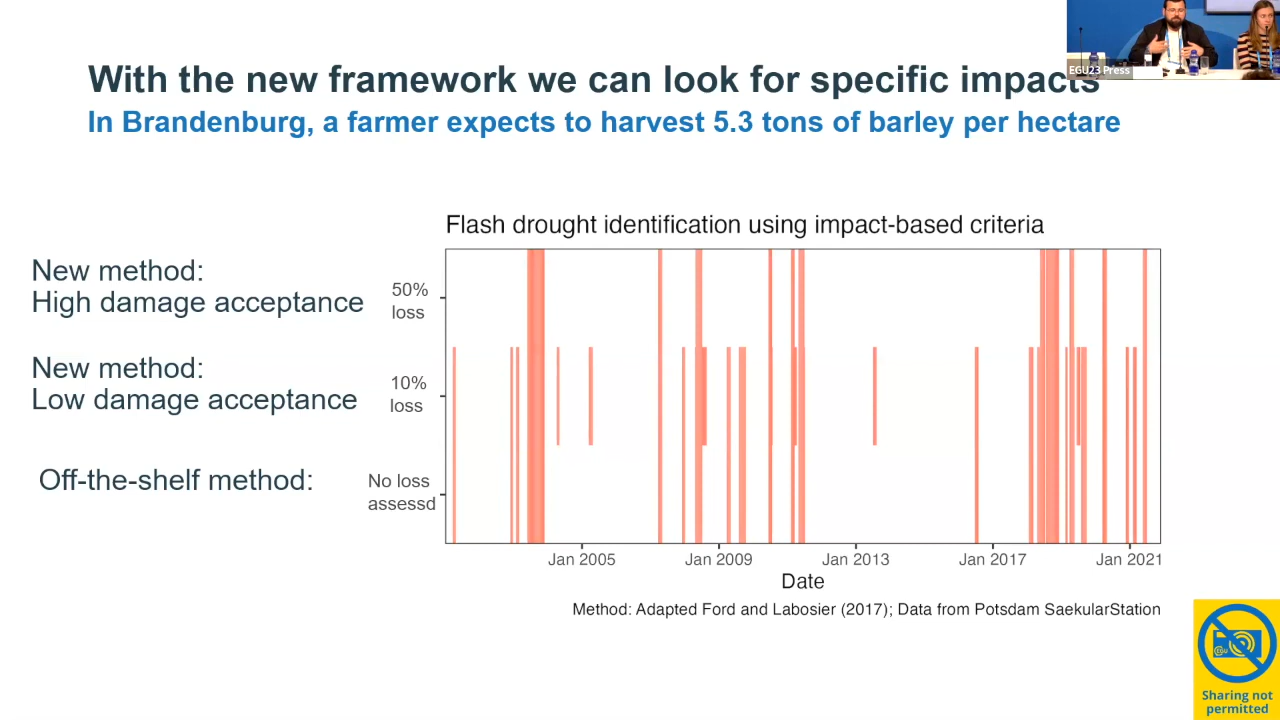 EGU23 Press
With the new framework we can look for specific impacts
In Brandenburg, a farmer expects to harvest 5.3 tons of barley per hectare
Flash drought identification using impact-based criteria
New method:
High damage acceptance
50%
loss
New method:
Low damage acceptance
10%
loss
Off-the-shelf method:
No loss
assessd
Jan 2005
Jan 2009
Jan 2013
Jan 2017
Jan 2021
Date
Method: Adapted Ford and Labosier (2017); Data from Potsdam SaekularStation
EGU
Sharing not
permitted